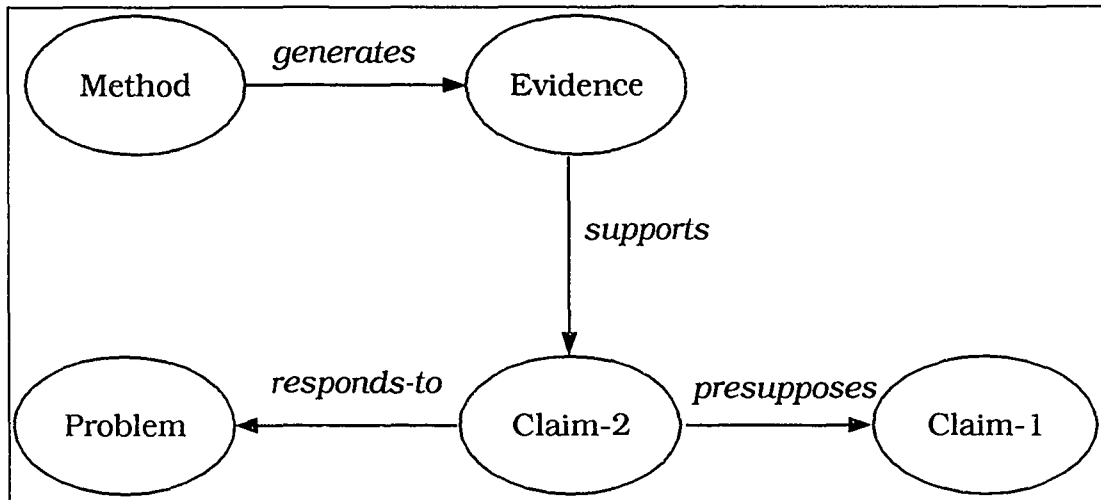 generates
Method
Evidence
supports
responds-to
presupposes
Problem
Claim-2
Claim-1